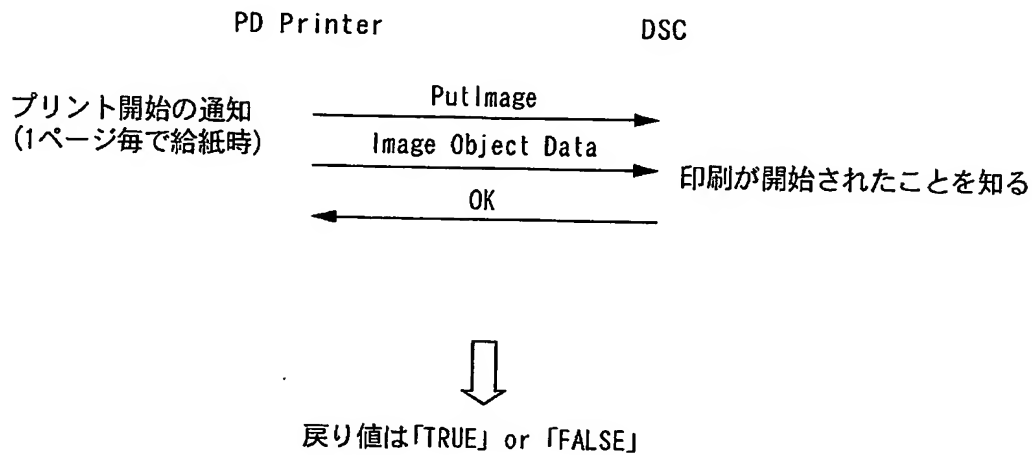 PD Printer DSC
プリント開始の通知
(1ページ毎で給紙時)
PutImage
Image Object Data
OK
印刷が開始されたことを知る
戻り値は「TRUE」 or 「FALSE」